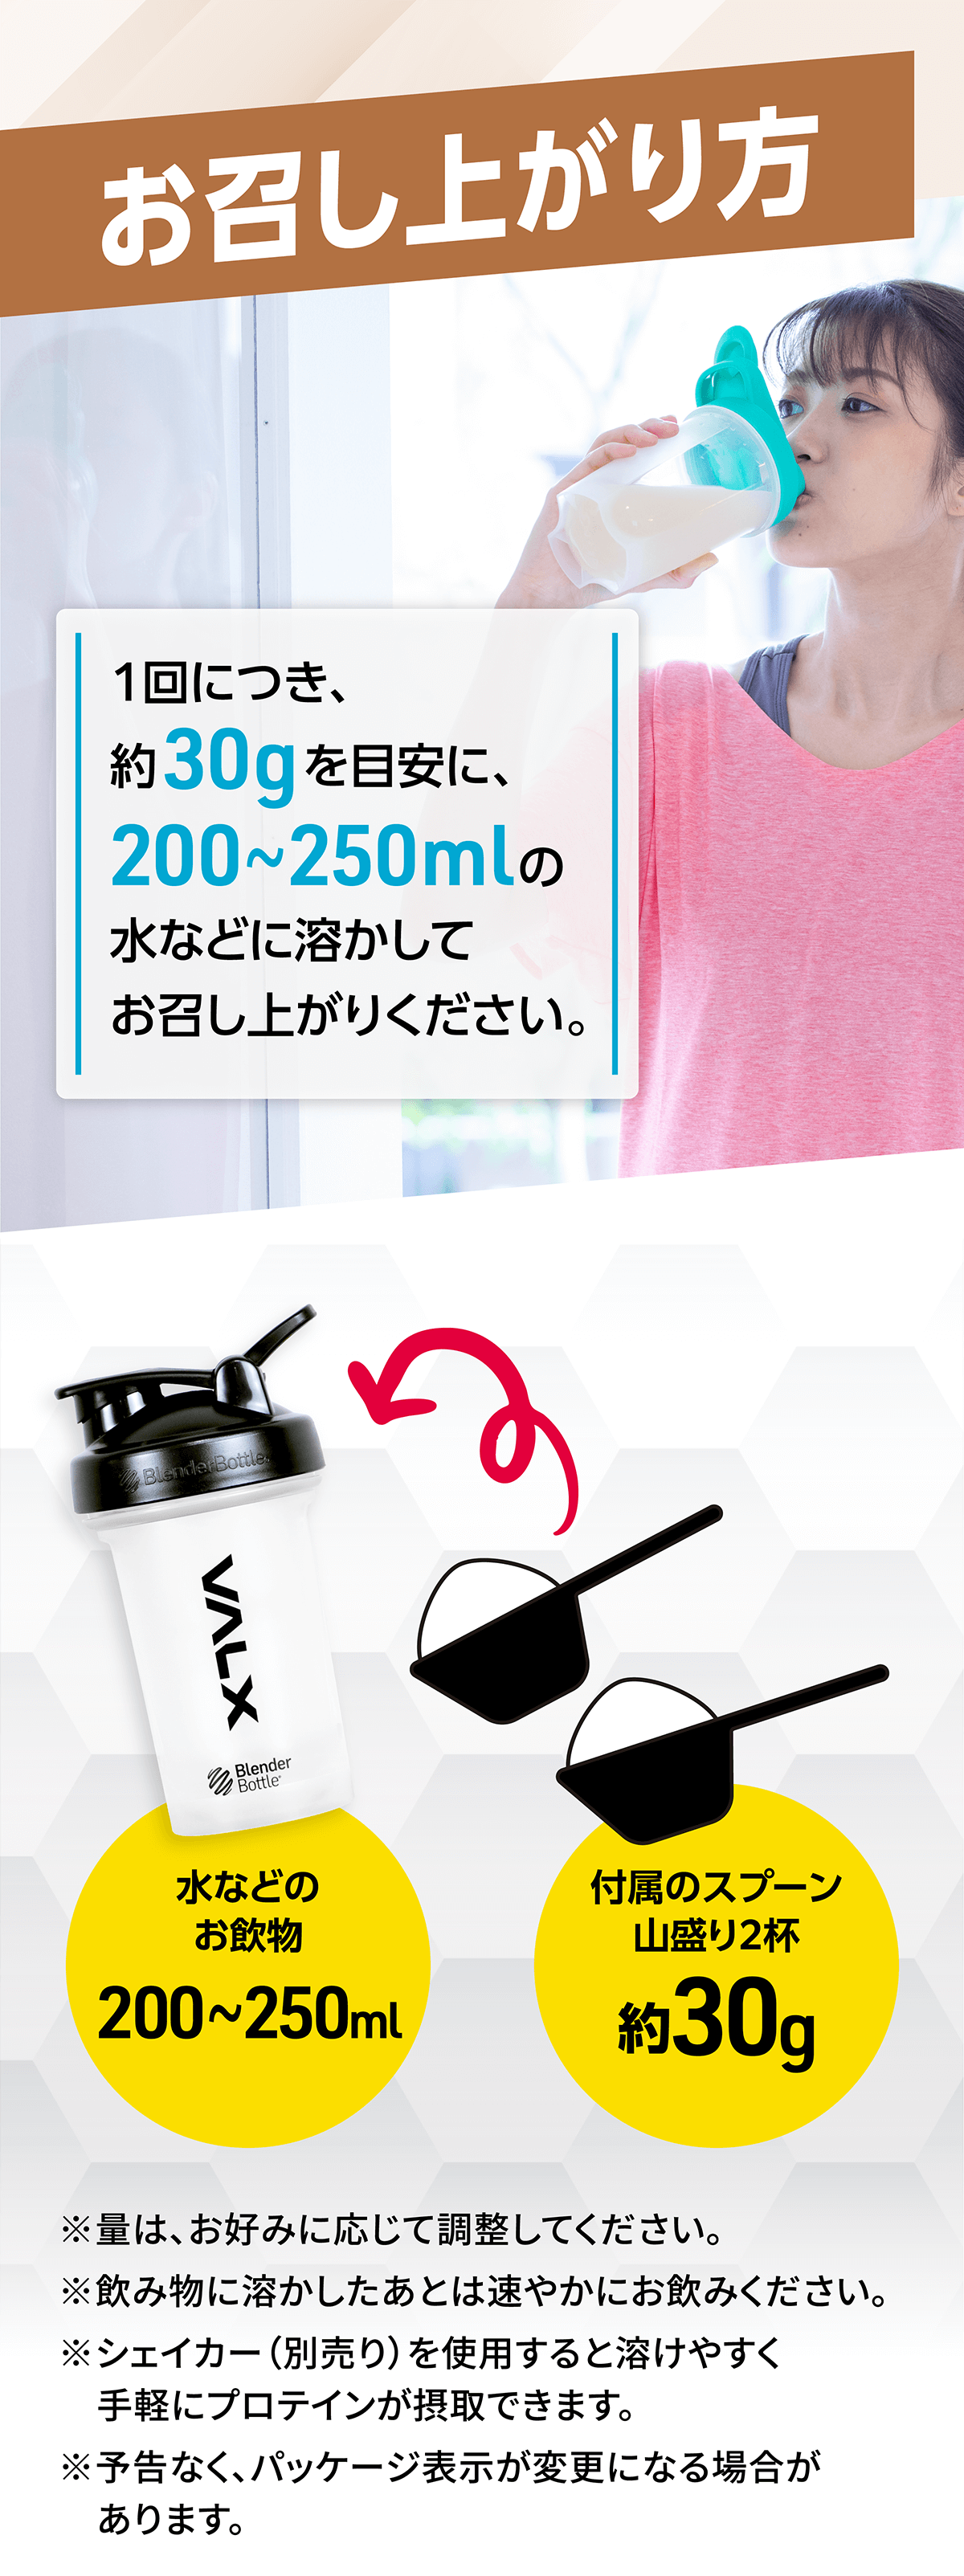 お召し上がり方
1回につき、
約30gを目安に、
200~250mlの
水などに溶かして
お召し上がりください。
BlenderBottle®
VALX
Blender
Bottle®
水などの
お飲物
200~250ml
付属のスプーン
山盛り2杯
約30g
※量は、お好みに応じて調整してください。
※飲み物に溶かしたあとは速やかにお飲みください。
※シェイカー（別売り）を使用すると溶けやすく
手軽にプロテインが摂取できます。
※予告なく、パッケージ表示が変更になる場合が
あります。